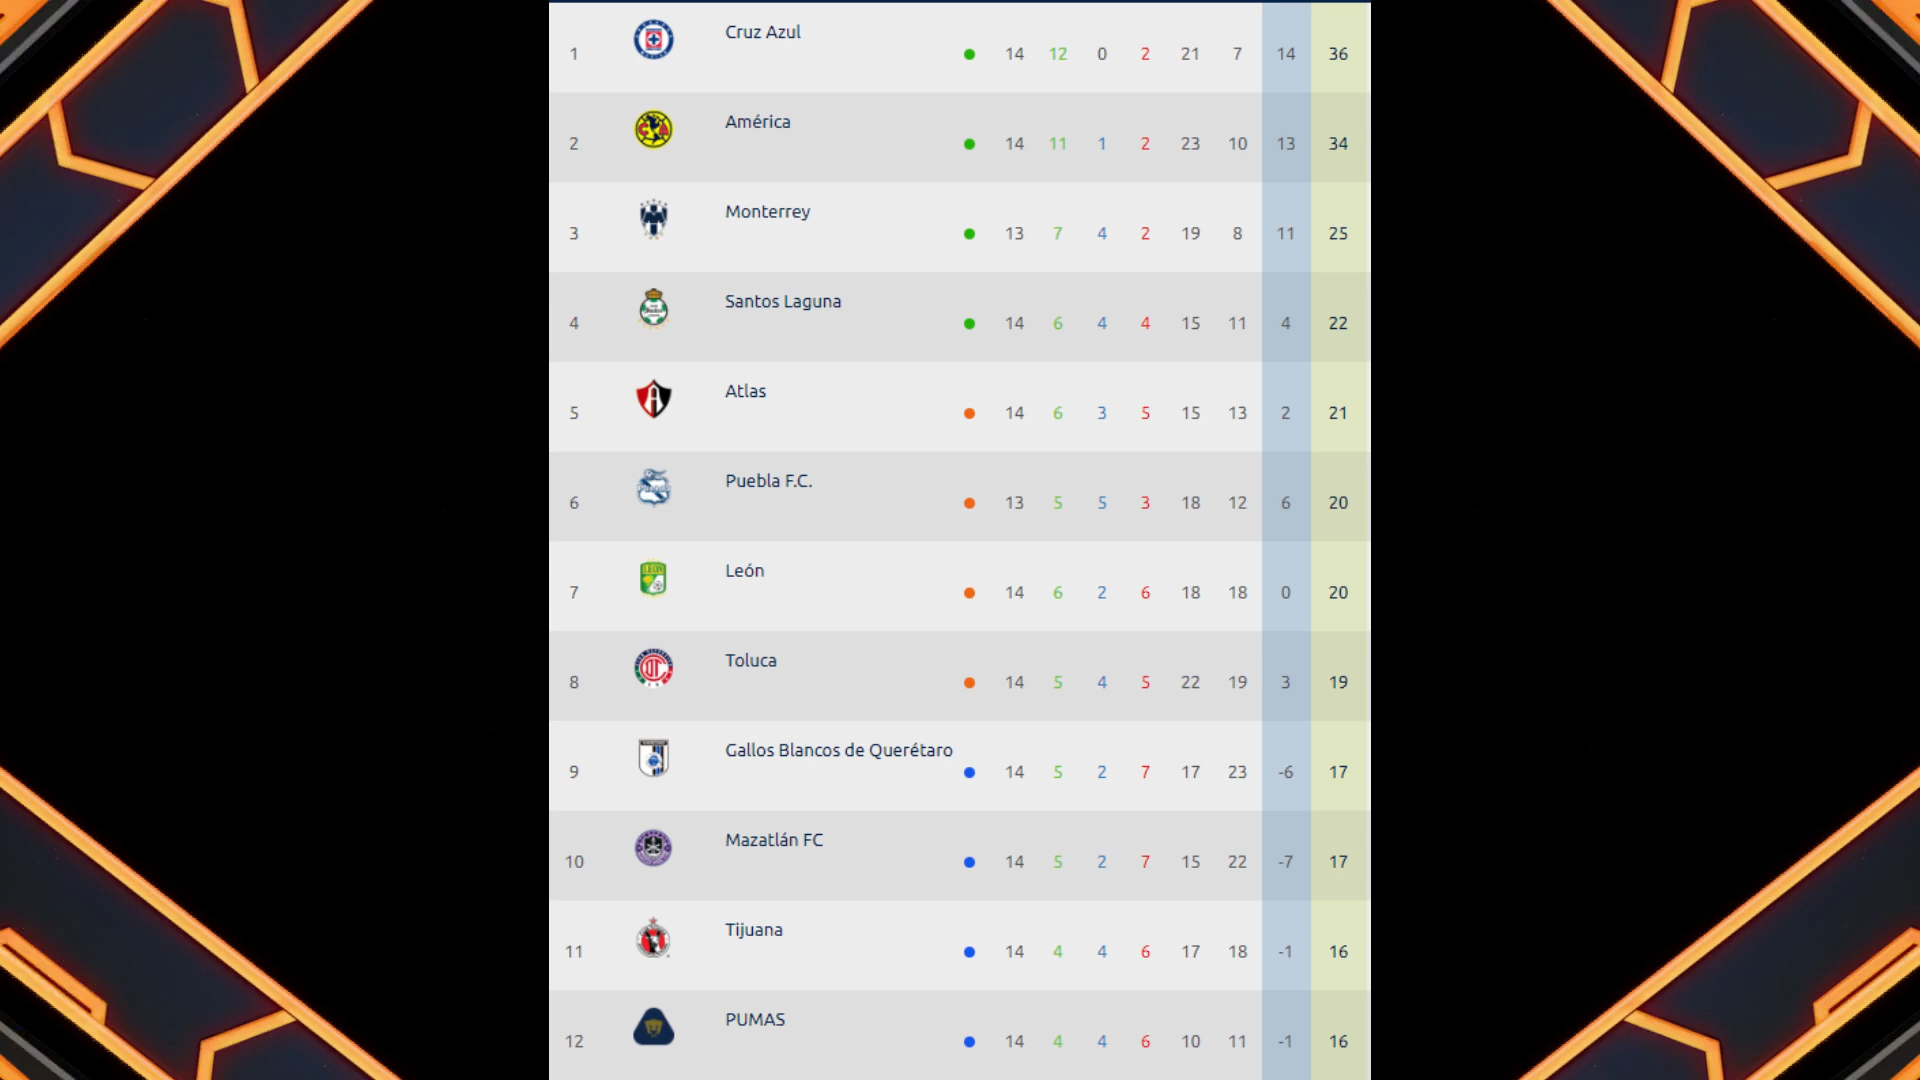 1 Cruz Azul 14 12 0 2 21 7 14 36
2 América 14 11 1 2 23 10 13 34
3 Monterrey 13 7 4 2 19 8 11 25
4 Santos Laguna 14 6 4 4 15 11 4 22
5 Atlas 14 6 3 5 15 13 2 21
6 Puebla F.C. 13 5 5 3 18 12 6 20
7 León 14 6 2 6 18 18 0 20
8 Toluca 14 5 4 5 22 19 3 19
9 Gallos Blancos de Querétaro 14 5 2 7 17 23 -6 17
10 Mazatlán FC 14 5 2 7 15 22 -7 17
11 Tijuana 14 4 4 6 17 18 -1 16
12 PUMAS 14 4 4 6 10 11 -1 16